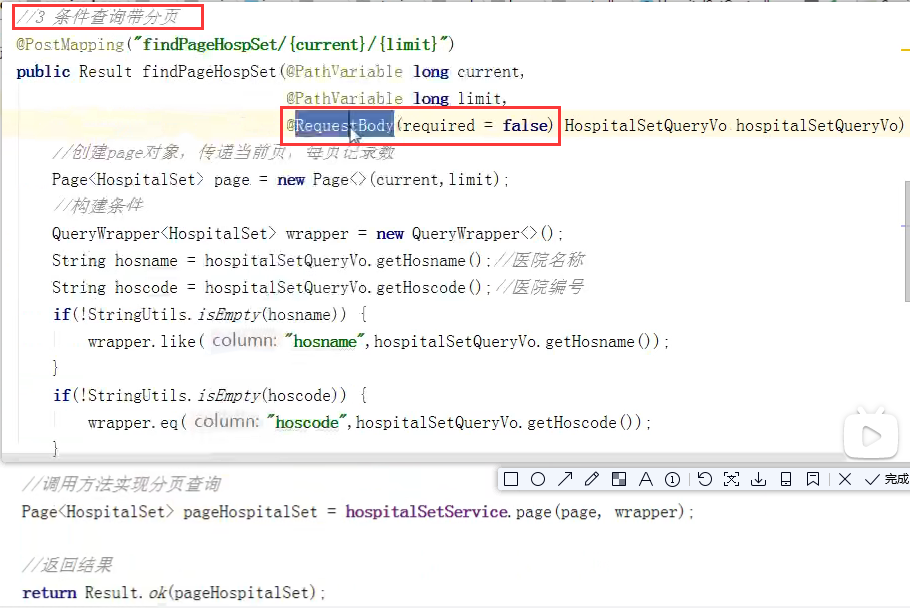 //3 条件查询带分页
@PostMapping("findPageHospSet/{current}/{limit}")
public Result findPageHospSet(@PathVariable long current,
@PathVariable long limit,
@RequestBody(required = false) HospitalSetQueryVo hospitalSetQueryVo)
//创建page对象，传递当前页，每页记录数
Page<HospitalSet> page = new Page<>(current,limit);
//构建条件
QueryWrapper<HospitalSet> wrapper = new QueryWrapper<>();
String hosname = hospitalSetQueryVo.getHosname();//医院名称
String hoscode = hospitalSetQueryVo.getHoscode();//医院编号
if(!StringUtils.isEmpty(hosname)) {
wrapper.like( column: "hosname",hospitalSetQueryVo.getHosname());
}
if(!StringUtils.isEmpty(hoscode)) {
wrapper.eq( column: "hoscode",hospitalSetQueryVo.getHoscode());
}
完成
//调用方法实现分页查询
Page<HospitalSet> pageHospitalSet = hospitalSetService.page(page, wrapper);
//返回结果
return Result.ok(pageHospitalSet);